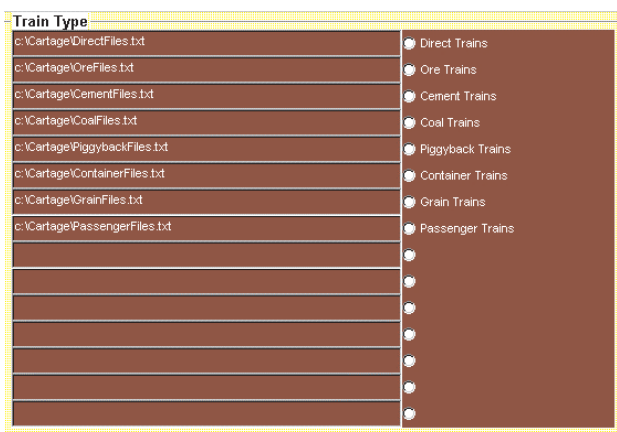 Train Type
c:\Cartage\DirectFiles.txt Direct Trains
c:\Cartage\OreFiles.txt Ore Trains
c:\Cartage\CementFiles.txt Cement Trains
c:\Cartage\CoalFiles.txt Coal Trains
c:\Cartage\PiggybackFiles.txt Piggyback Trains
c:\Cartage\ContainerFiles.txt Container Trains
c:\Cartage\GrainFiles.txt Grain Trains
c:\Cartage\PassengerFiles.txt Passenger Trains